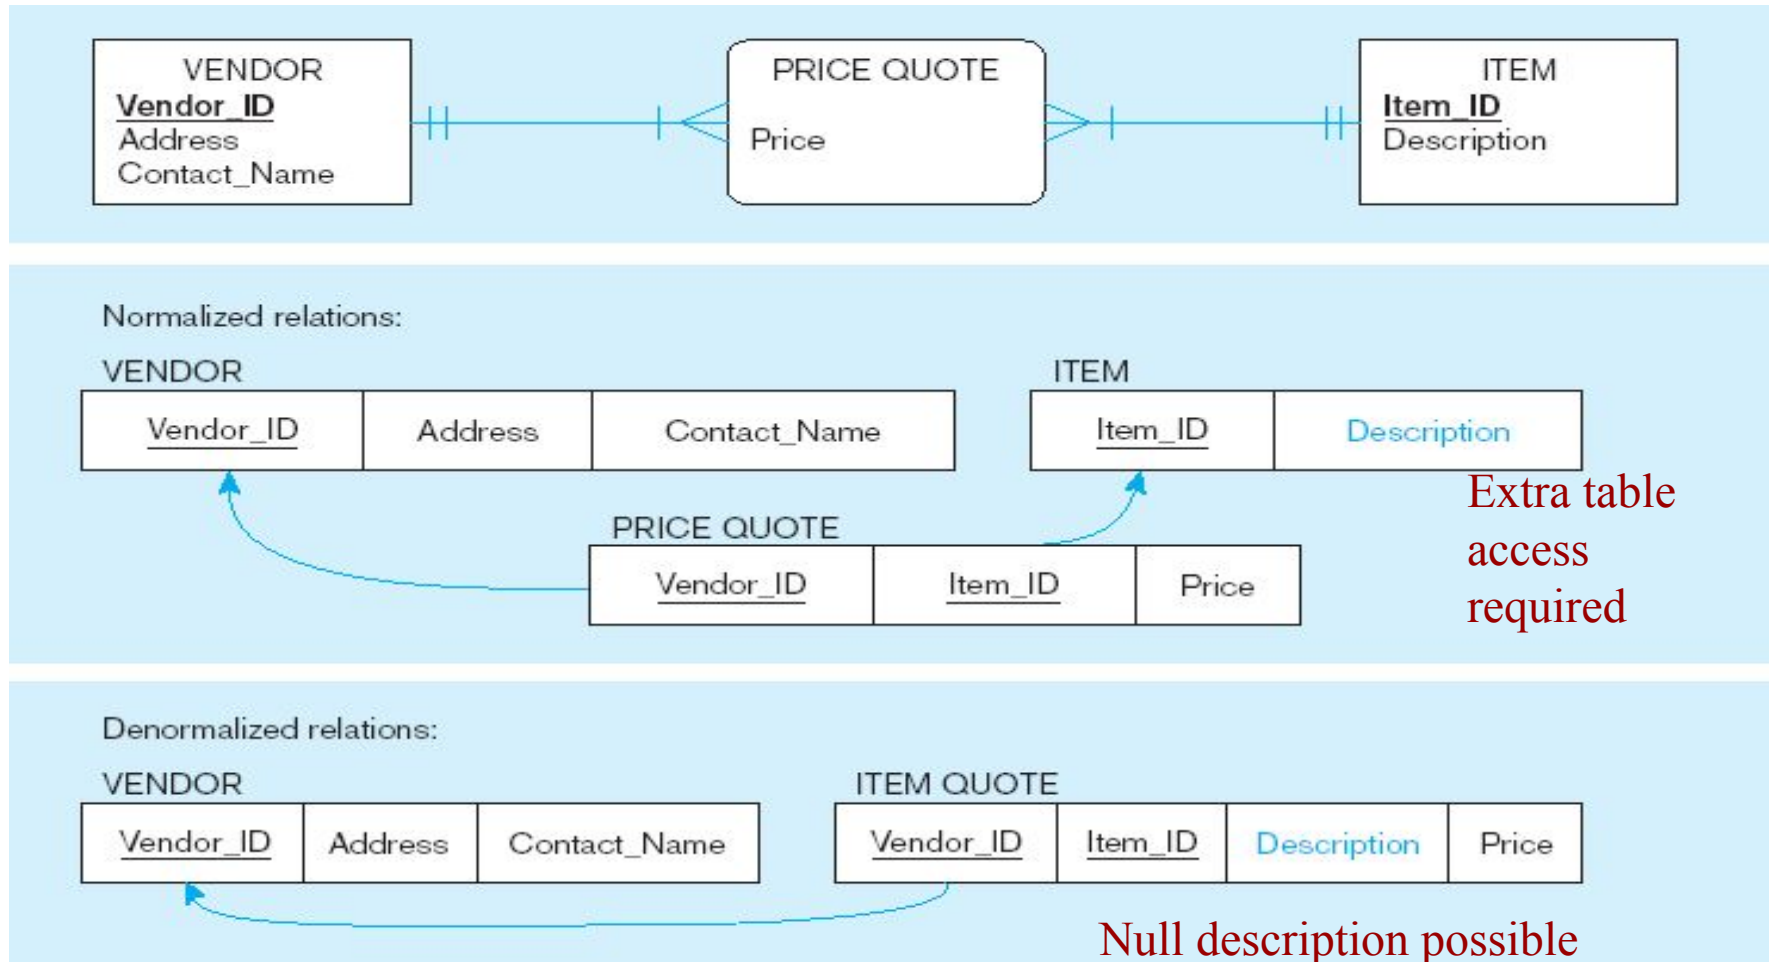 VENDOR
Vendor_ID
Address
Contact_Name
PRICE QUOTE
Price
ITEM
Item_ID
Description
Normalized relations:
VENDOR
Vendor_ID Address Contact_Name
ITEM
Item_ID Description
Extra table
access
required
PRICE QUOTE
Vendor_ID Item_ID Price
Denormalized relations:
VENDOR
Vendor_ID Address Contact_Name
ITEM QUOTE
Vendor_ID Item_ID Description Price
Null description possible